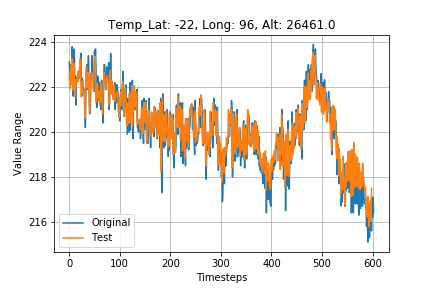 Temp_Lat: -22, Long: 96, Alt: 26461.0
224
222
220
218
216
Value Range
Original
Test
0 100 200 300 400 500 600
Timesteps